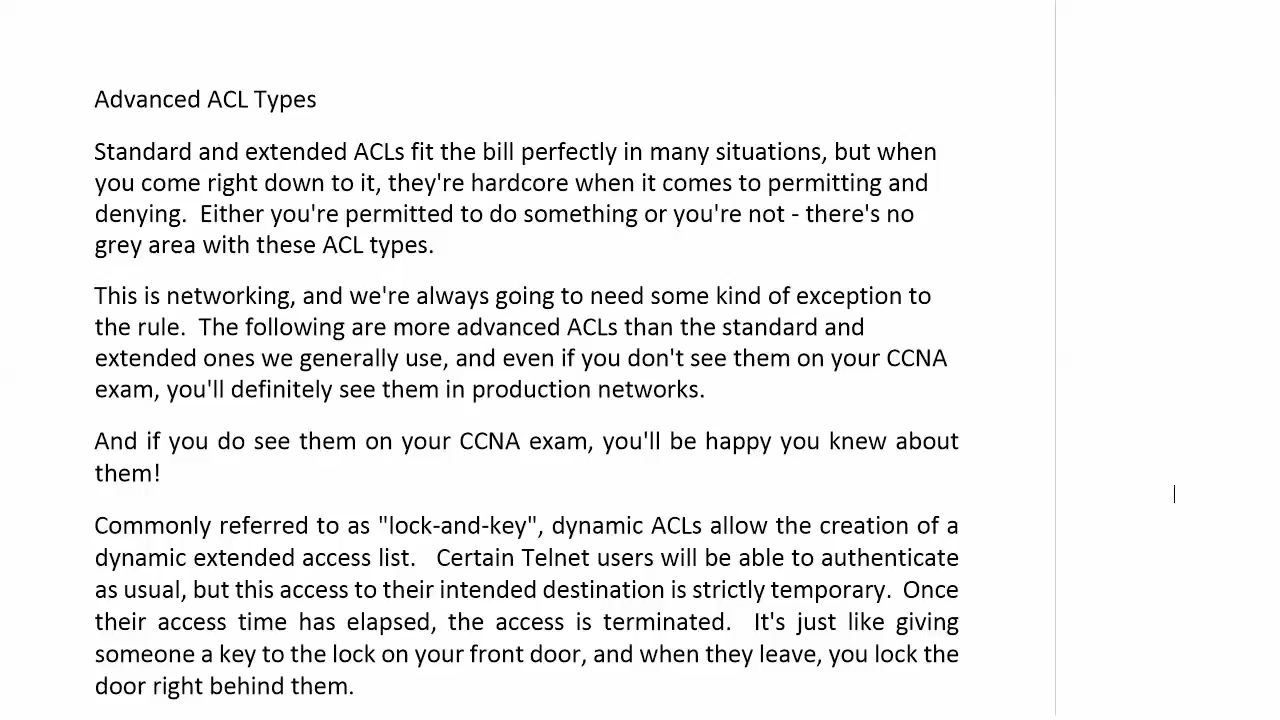 Advanced ACL Types
Standard and extended ACLs fit the bill perfectly in many situations, but when
you come right down to it, they're hardcore when it comes to permitting and
denying.  Either you're permitted to do something or you're not - there's no
grey area with these ACL types.
This is networking, and we're always going to need some kind of exception to
the rule.  The following are more advanced ACLs than the standard and
extended ones we generally use, and even if you don't see them on your CCNA
exam, you'll definitely see them in production networks.
And if you do see them on your CCNA exam, you'll be happy you knew about
them!
Commonly referred to as "lock-and-key", dynamic ACLs allow the creation of a
dynamic extended access list.   Certain Telnet users will be able to authenticate
as usual, but this access to their intended destination is strictly temporary.  Once
their access time has elapsed, the access is terminated.  It's just like giving
someone a key to the lock on your front door, and when they leave, you lock the
door right behind them.